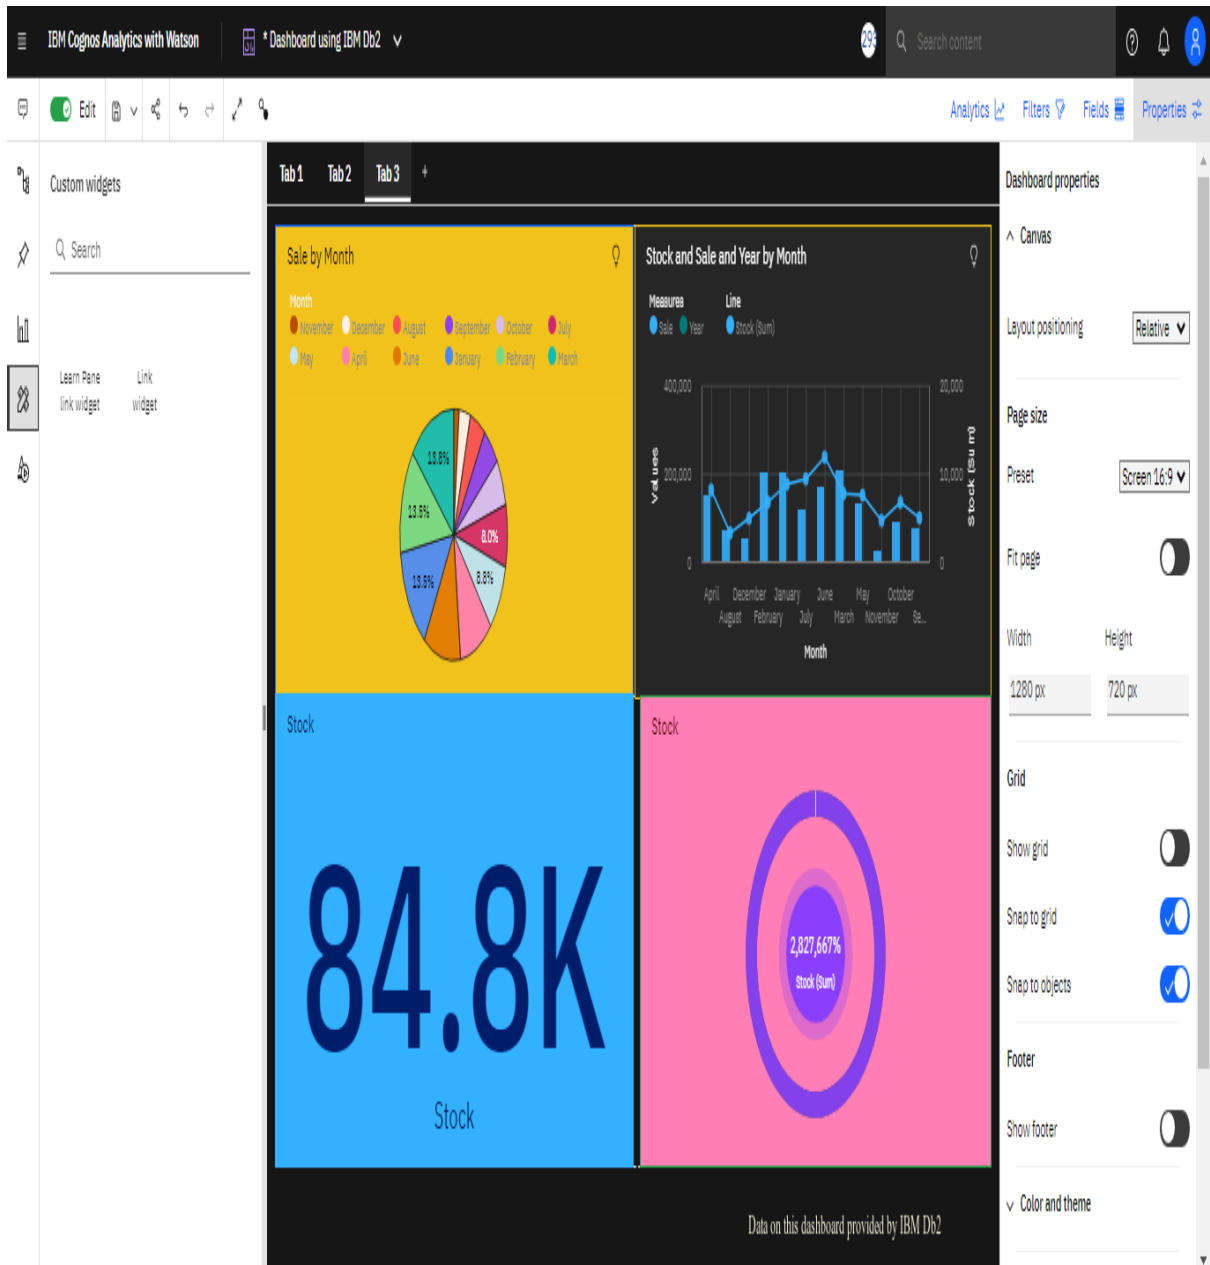 IBM Cognos Analytics with Watson
* Dashboard using IBM Db2
Search content
Edit
Analytics
Filters
Fields
Properties
Custom widgets
Search
Learn Pane
link widget
Link
widget
Tab 1
Tab 2
Tab 3
+
Sale by Month
Month
November December August September October July
May April June January February March
13.8%
13.5%
13.5%
8.0%
8.8%
Stock and Sale and Year by Month
Measures
Line
Sale Year
Stock (Sum)
400,000
20,000
200,000
10,000
0
0
Values
Stock (Sum)
April December January June May October
August February July March November Se...
Month
Stock
84.8K
Stock
Stock
2,827,667%
Stock (Sum)
Data on this dashboard provided by IBM Db2
Dashboard properties
Canvas
Layout positioning
Relative
Page size
Preset
Screen 16:9
Fit page
Width
Height
1280 px
720 px
Grid
Show grid
Snap to grid
Snap to objects
Footer
Show footer
Color and theme